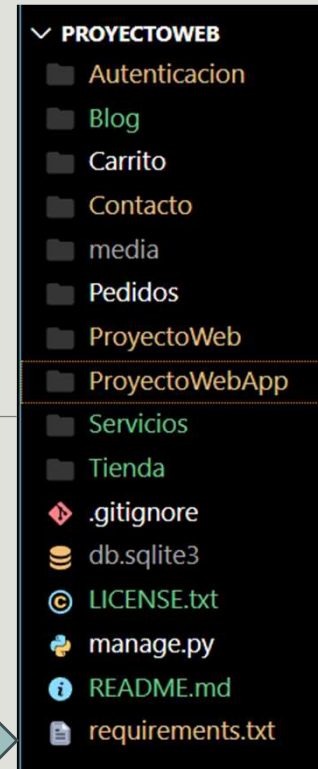 PROYECTOWEB
Autenticacion
Blog
Carrito
Contacto
media
Pedidos
ProyectoWeb
ProyectoWebApp
Servicios
Tienda
.gitignore
db.sqlite3
LICENSE.txt
manage.py
README.md
requirements.txt